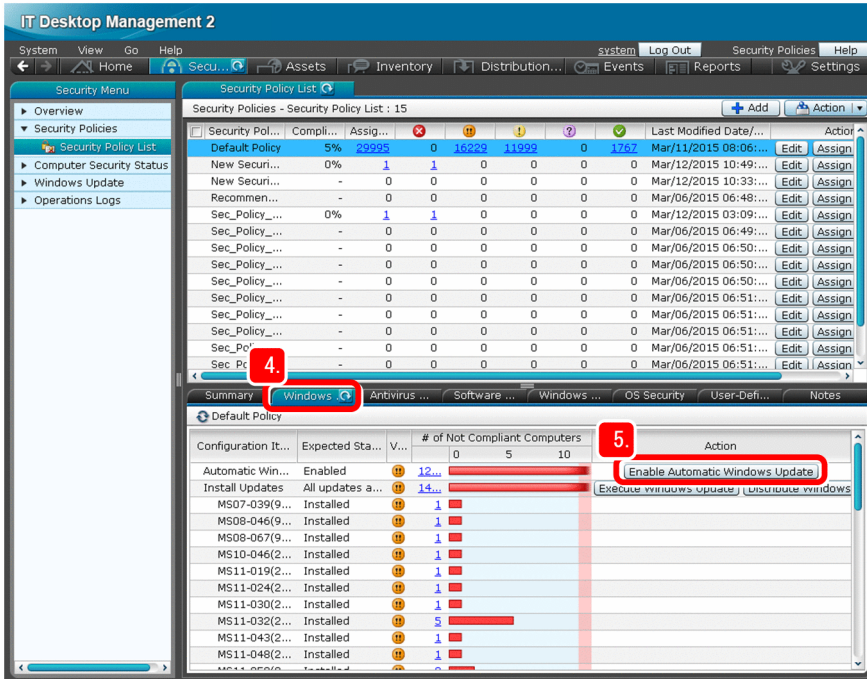 IT Desktop Management 2
System View Go Help system Log Out Security Policies Help
Home Secu... Assets Inventory Distribution... Events Reports Settings
Security Menu
Overview
Security Policies
Security Policy List
Computer Security Status
Windows Update
Operations Logs
Security Policy List
Security Policies - Security Policy List : 15 Add Action
Security Pol... Compli... Assig... Last Modified Date/... Action
Default Policy 5% 29995 0 16229 11999 0 1767 Mar/11/2015 08:06:... Edit Assign
New Securi... 0% 1 1 0 0 0 0 Mar/12/2015 10:49:... Edit Assign
New Securi... - 0 0 0 0 0 0 Mar/12/2015 10:33:... Edit Assign
Recommen... - 0 0 0 0 0 0 Mar/06/2015 06:48:... Edit Assign
Sec_Policy_... 0% 1 1 0 0 0 0 Mar/12/2015 03:09:... Edit Assign
Sec_Policy_... - 0 0 0 0 0 0 Mar/06/2015 06:49:... Edit Assign
Sec_Policy_... - 0 0 0 0 0 0 Mar/06/2015 06:50:... Edit Assign
Sec_Policy_... - 0 0 0 0 0 0 Mar/06/2015 06:50:... Edit Assign
Sec_Policy_... - 0 0 0 0 0 0 Mar/06/2015 06:50:... Edit Assign
Sec_Policy_... - 0 0 0 0 0 0 Mar/06/2015 06:51:... Edit Assign
Sec_Policy_... - 0 0 0 0 0 0 Mar/06/2015 06:51:... Edit Assign
Sec_Policy_... - 0 0 0 0 0 0 Mar/06/2015 06:51:... Edit Assign
- 0 0 0 0 0 0 Mar/06/2015 06:51:... Edit Assign
- 0 0 0 0 0 0 Mar/06/2015 06:51:... Edit Assign
4.
Summary Windows ... Antivirus ... Software ... Windows ... OS Security User-Defi... Notes
Default Policy
5.
Configuration It... Expected Sta... V... # of Not Compliant Computers Action
0 5 10
Automatic Win... Enabled 12... Enable Automatic Windows Update
Install Updates All updates a... 14... Execute Windows Update Distribute Windows
MS07-039(9... Installed 1
MS08-046(9... Installed 1
MS08-067(9... Installed 1
MS10-046(2... Installed 1
MS11-019(2... Installed 1
MS11-024(2... Installed 1
MS11-030(2... Installed 1
MS11-032(2... Installed 5
MS11-043(2... Installed 1
MS11-048(2... Installed 1